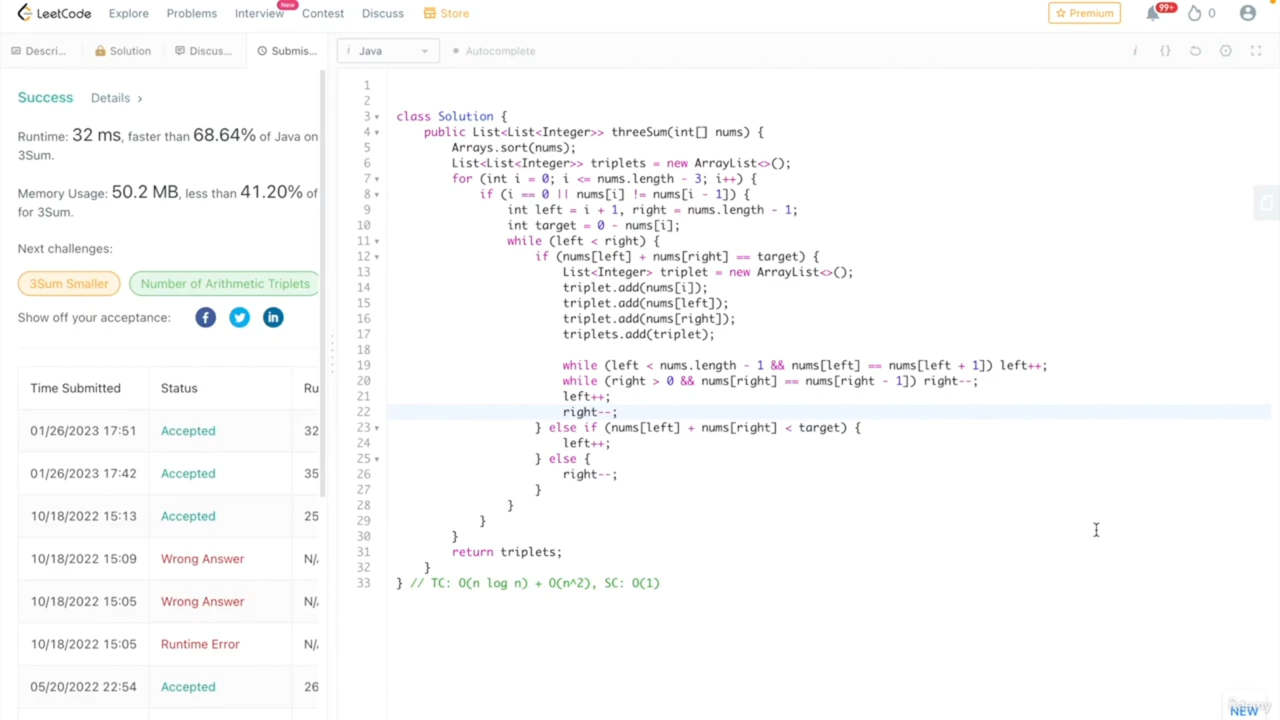 LeetCode Explore Problems Interview New Contest Discuss Store Premium 99+ 0
Descri... Solution Discus... Submis... i Java Autocomplete i {}
Success Details >
Runtime: 32 ms, faster than 68.64% of Java on
3Sum.
Memory Usage: 50.2 MB, less than 41.20% of
for 3Sum.
Next challenges:
3Sum Smaller Number of Arithmetic Triplets
Show off your acceptance:
Time Submitted Status Ru
01/26/2023 17:51 Accepted 32
01/26/2023 17:42 Accepted 35
10/18/2022 15:13 Accepted 25
10/18/2022 15:09 Wrong Answer N/
10/18/2022 15:05 Wrong Answer N/
10/18/2022 15:05 Runtime Error N/
05/20/2022 22:54 Accepted 26
1
2
3 class Solution {
4 public List<List<Integer>> threeSum(int[] nums) {
5 Arrays.sort(nums);
6 List<List<Integer>> triplets = new ArrayList<>();
7 for (int i = 0; i <= nums.length - 3; i++) {
8 if (i == 0 || nums[i] != nums[i - 1]) {
9 int left = i + 1, right = nums.length - 1;
10 int target = 0 - nums[i];
11 while (left < right) {
12 if (nums[left] + nums[right] == target) {
13 List<Integer> triplet = new ArrayList<>();
14 triplet.add(nums[i]);
15 triplet.add(nums[left]);
16 triplet.add(nums[right]);
17 triplets.add(triplet);
18
19 while (left < nums.length - 1 && nums[left] == nums[left + 1]) left++;
20 while (right > 0 && nums[right] == nums[right - 1]) right--;
21 left++;
22 right--;
23 } else if (nums[left] + nums[right] < target) {
24 left++;
25 } else {
26 right--;
27 }
28 }
29 }
30 }
31 return triplets;
32 }
33 } // TC: O(n log n) + O(n^2), SC: O(1)
Udemy
NEW